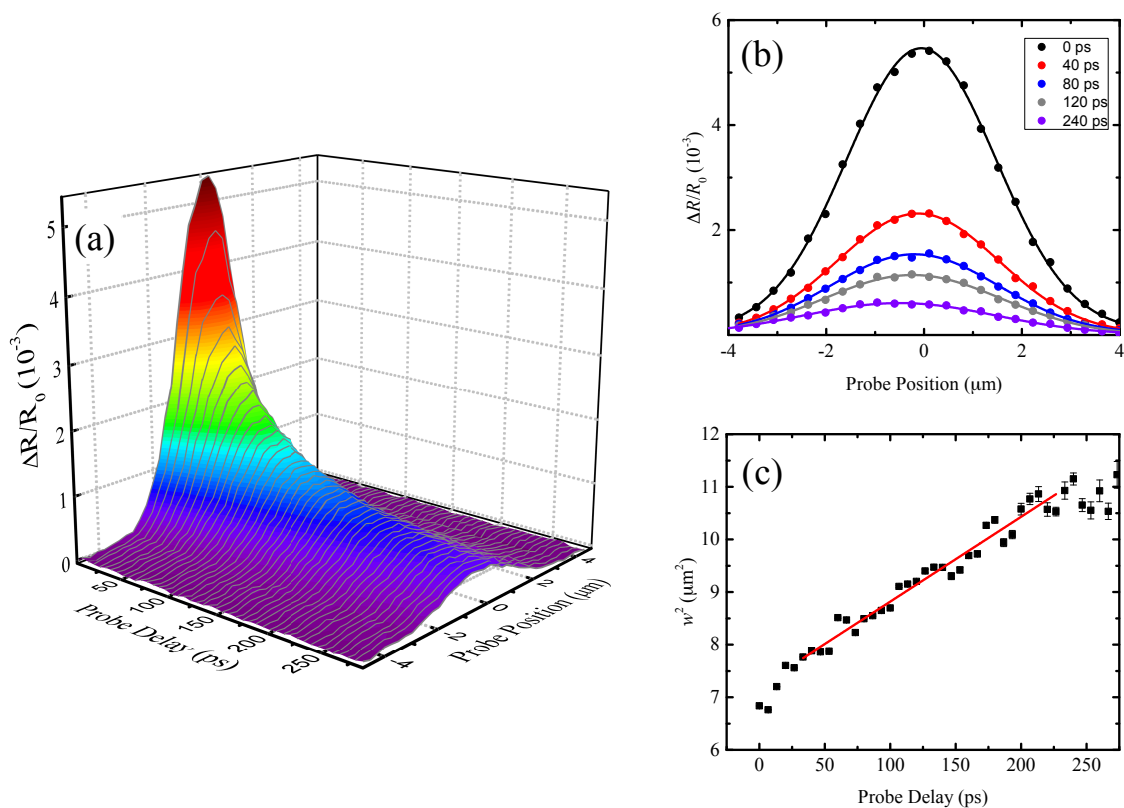 (a)
ΔR/R0 (10-3)
5
4
3
2
1
0
50
100
150
200
250
Probe Delay (ps)
-4
-2
0
2
4
Probe Position (μm)
(b)
0 ps
40 ps
80 ps
120 ps
240 ps
ΔR/R0 (10-3)
6
4
2
-4 -2 0 2 4
Probe Position (μm)
(c)
w2 (μm2)
12
11
10
9
8
7
6
0 50 100 150 200 250
Probe Delay (ps)